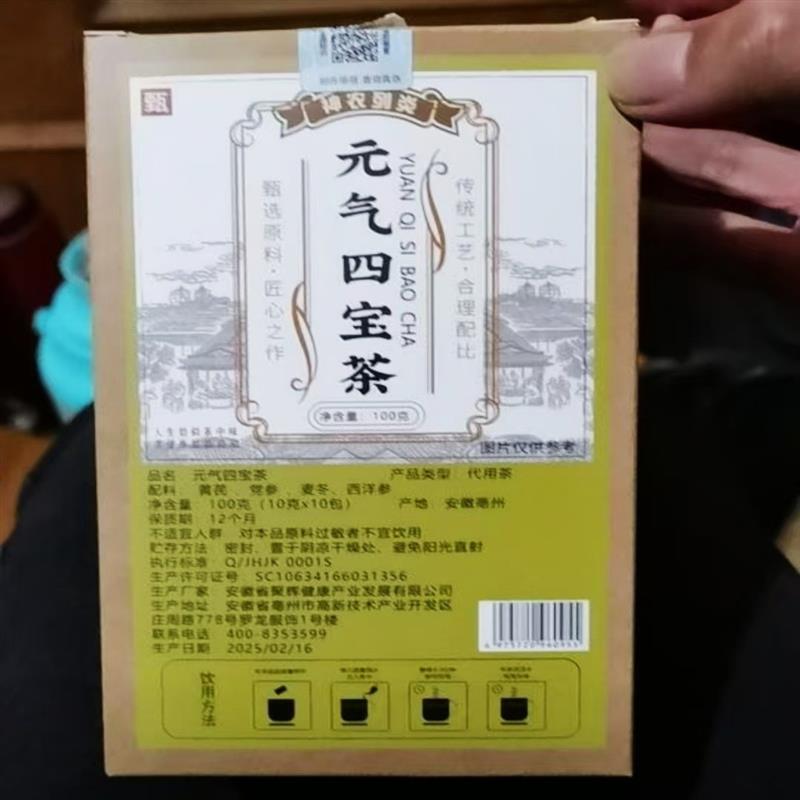 甄
神农别炎
元气四宝茶
YUAN QI SI BAO CHA
甄选原料·匠心之作
传统工艺·合理配比
净含量：100克
图片仅供参考
品名：元气四宝茶 产品类型：代用茶
配料：黄芪、党参、麦冬、西洋参
净含量：100克（10克x10包） 产地：安徽亳州
保质期：12个月
不适宜人群：对本品原料过敏者不宜饮用
贮存方法：密封、置于阴凉干燥处、避免阳光直射
执行标准：Q/JHJK 0001S
生产许可证号：SC10634166031356
生产厂家：安徽省聚辉健康产业发展有限公司
生产地址：安徽省亳州市高新技术产业开发区
庄周路778号罗龙服饰1号楼
联系电话：400-8353599
生产日期：2025/02/16
饮用方法